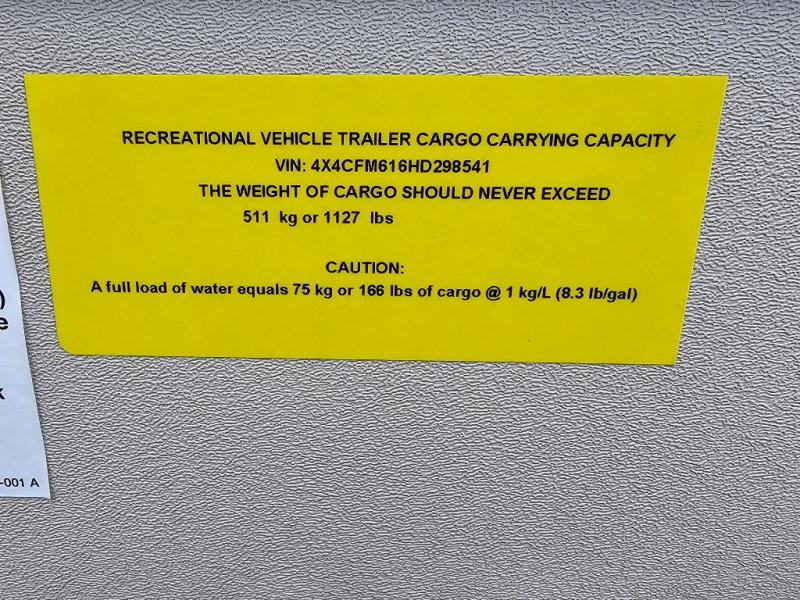 RECREATIONAL VEHICLE TRAILER CARGO CARRYING CAPACITY
VIN: 4X4CFM616HD298541
THE WEIGHT OF CARGO SHOULD NEVER EXCEED
511 kg or 1127 lbs
CAUTION:
A full load of water equals 75 kg or 166 lbs of cargo @ 1 kg/L (8.3 lb/gal)
)
e
k
-001 A